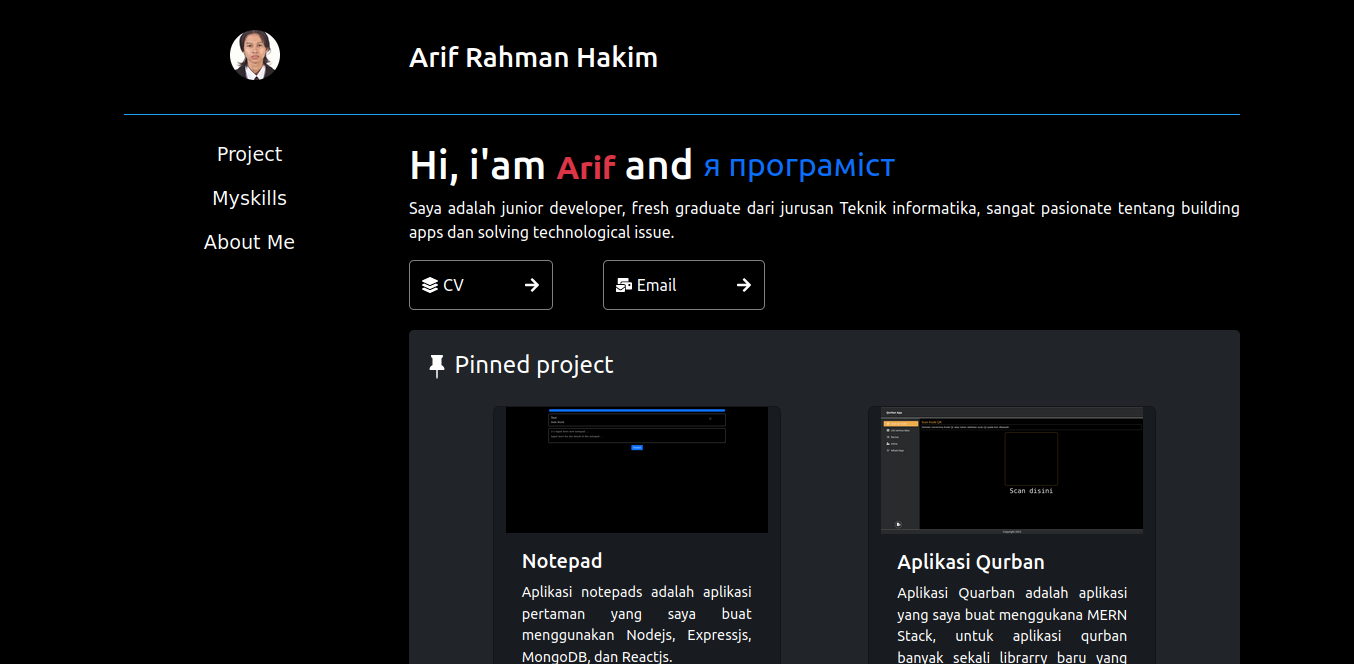 Arif Rahman Hakim
Project
Myskills
About Me
Hi, i'am Arif and я програміст
Saya adalah junior developer, fresh graduate dari jurusan Teknik informatika, sangat pasionate tentang building
apps dan solving technological issue.
CV
Email
Pinned project
Scan disini
Notepad
Aplikasi notepads adalah aplikasi
pertaman yang saya buat
menggunakan Nodejs, Expressjs,
MongoDB, dan Reactjs.
Aplikasi Qurban
Aplikasi Quarban adalah aplikasi
yang saya buat menggukana MERN
Stack, untuk aplikasi qurban
banyak sekali librarry baru yang